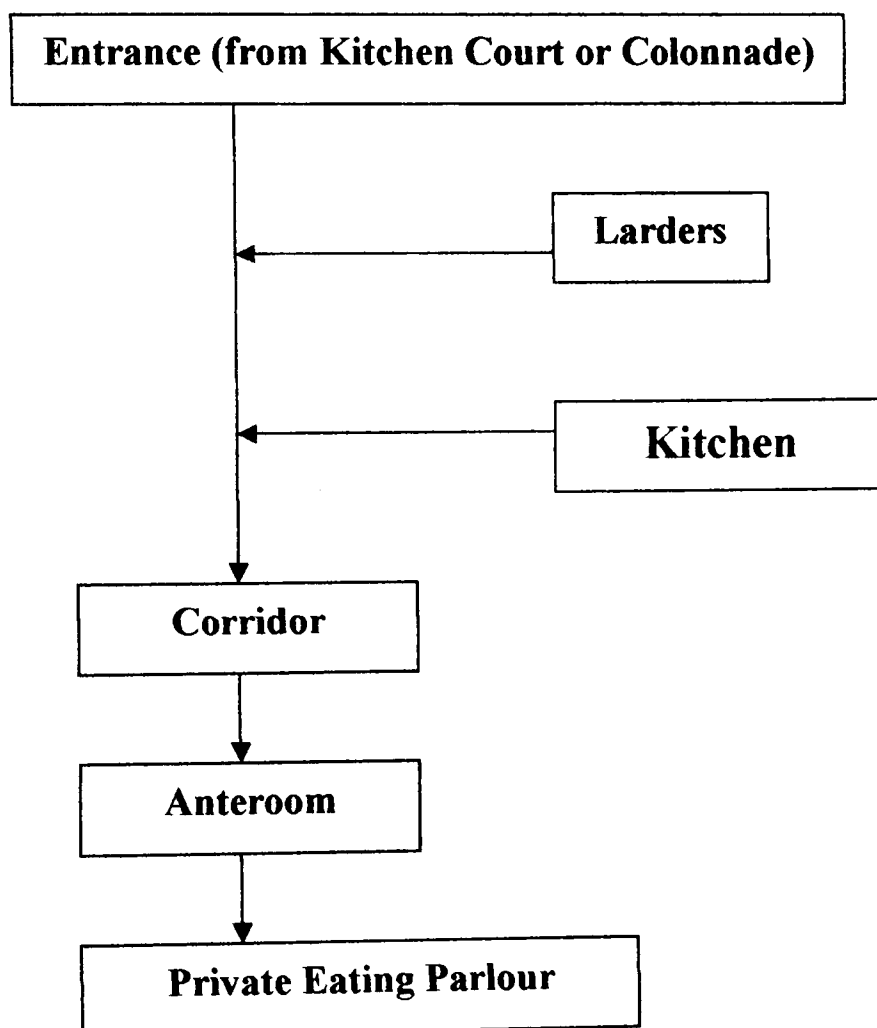 Entrance (from Kitchen Court or Colonnade)
Larders
Kitchen
Corridor
Anteroom
Private Eating Parlour